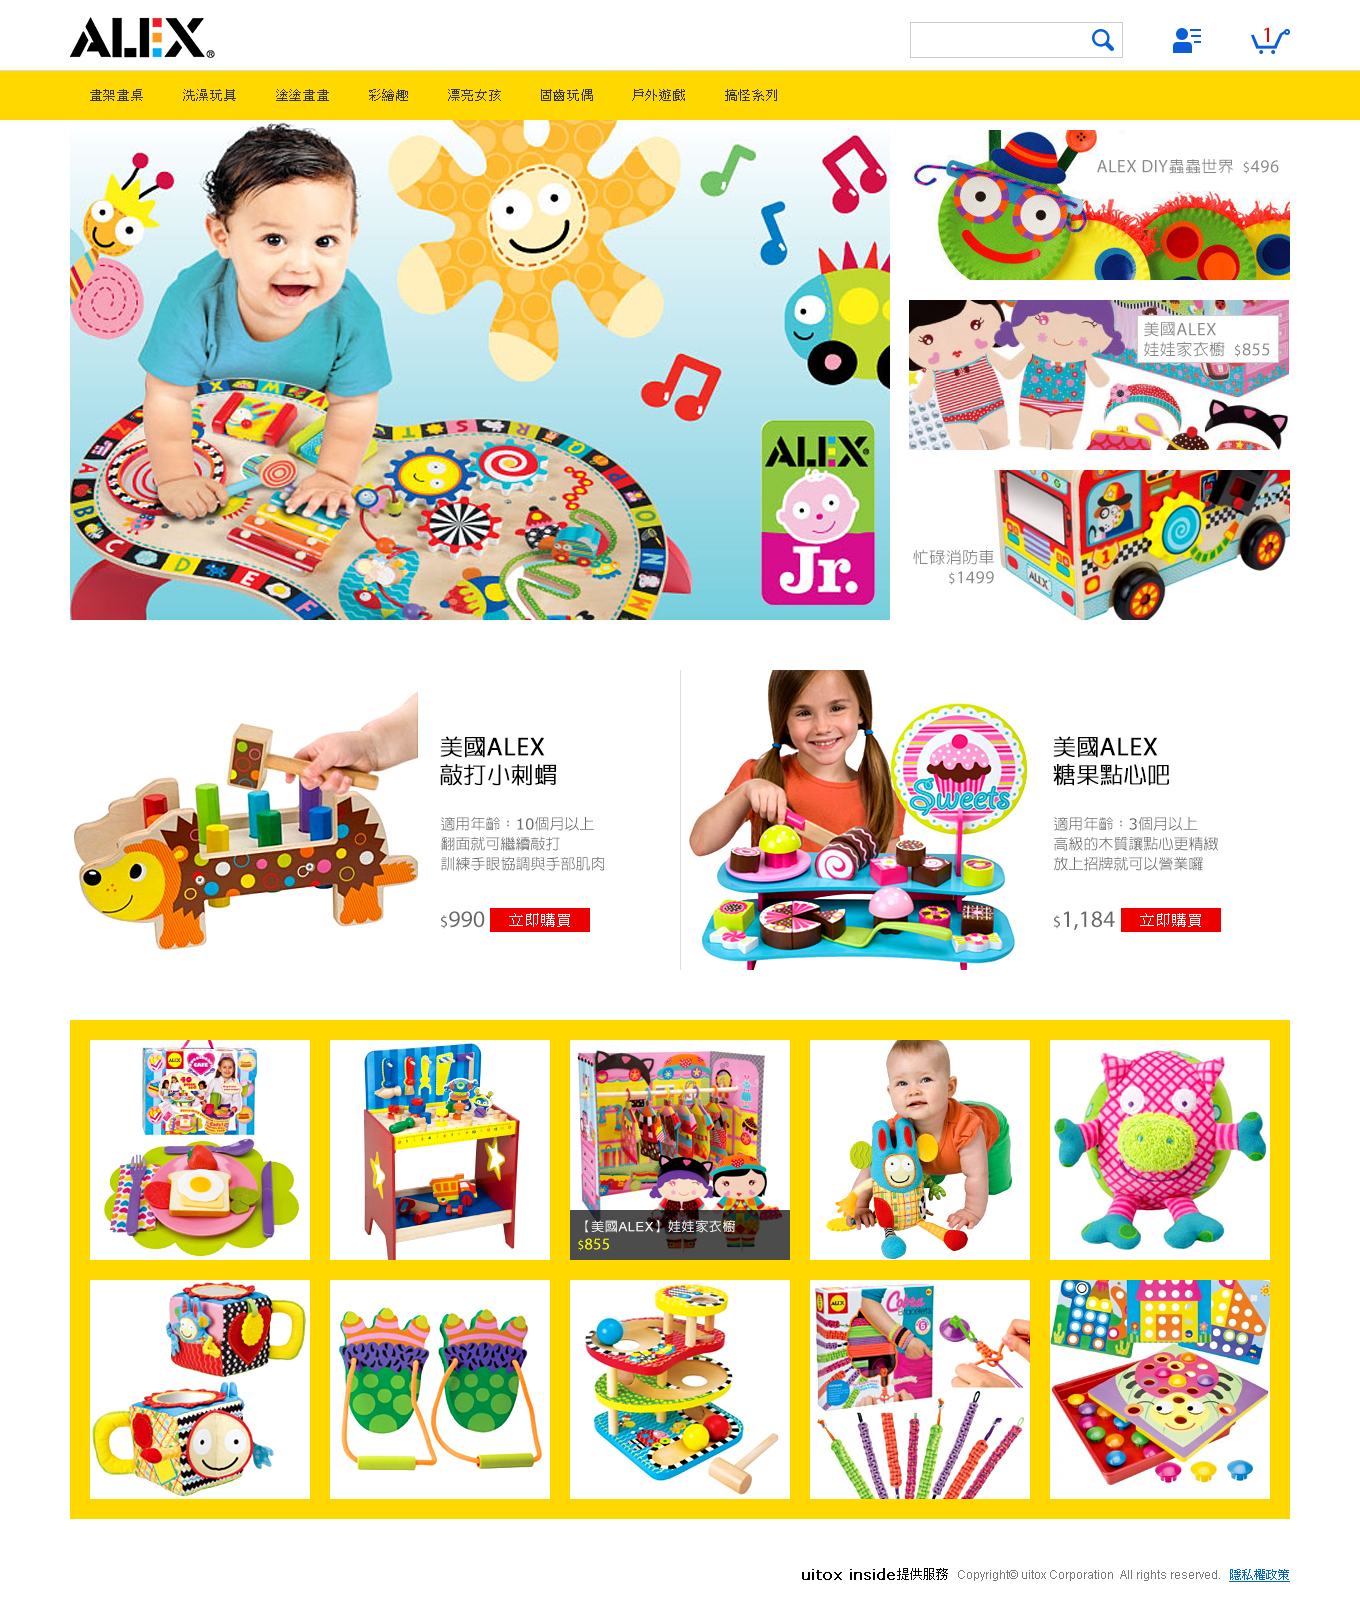 ALEX®
1
畫架畫桌 洗澡玩具 塗塗畫畫 彩繪趣 漂亮女孩 固齒玩偶 戶外遊戲 搞怪系列
ALEX DIY蟲蟲世界 $496
美國ALEX
娃娃家衣櫥 $855
ALEX
Jr.
忙碌消防車
$1499
ALEX
美國ALEX
敲打小刺蝟
適用年齡：10個月以上
翻面就可繼續敲打
訓練手眼協調與手部肌肉
$990 立即購買
Sweets
美國ALEX
糖果點心吧
適用年齡：3個月以上
高級的木質讓點心更精緻
放上招牌就可以營業囉
$1,184 立即購買
ALEX
【美國ALEX】娃娃家衣櫥
$855
ALEX
Cobra
Bracelets
uitox inside提供服務 Copyright© uitox Corporation All rights reserved. 隱私權政策